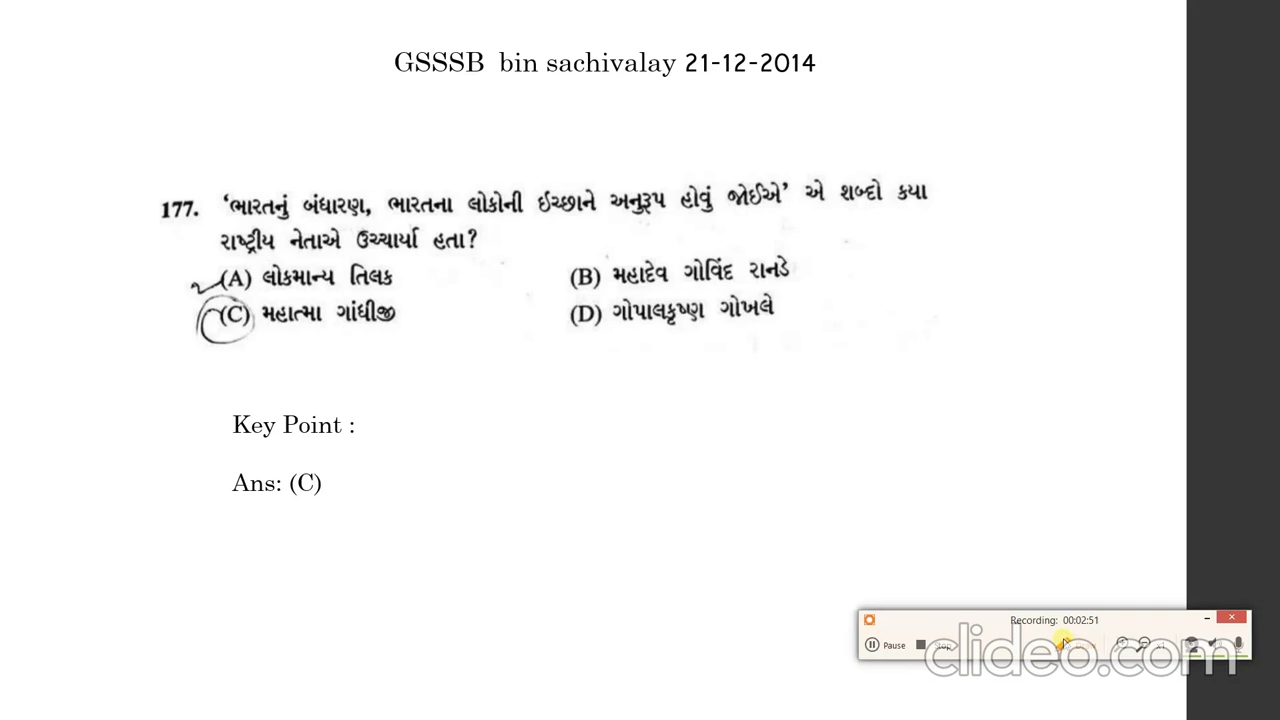 GSSSB bin sachivalay 21-12-2014
177. ‘ભારતનું બંધારણ, ભારતના લોકોની ઈચ્છાને અનુરૂપ હોવું જોઈએ’ એ શબ્દો કયા
રાષ્ટ્રીય નેતાએ ઉચ્ચાર્યા હતા?
(A) લોકમાન્ય તિલક (B) મહાદેવ ગોવિંદ રાનડે
(C) મહાત્મા ગાંધીજી (D) ગોપાલકૃષ્ણ ગોખલે
Key Point :
Ans: (C)
Recording: 00:02:51
Pause Stop
clideo.com